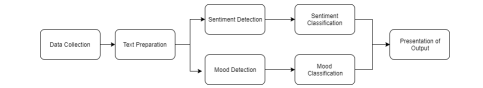 Data Collection
Text Preparation
Sentiment Detection
Sentiment
Classification
Mood Detection
Mood
Classification
Presentation of
Output